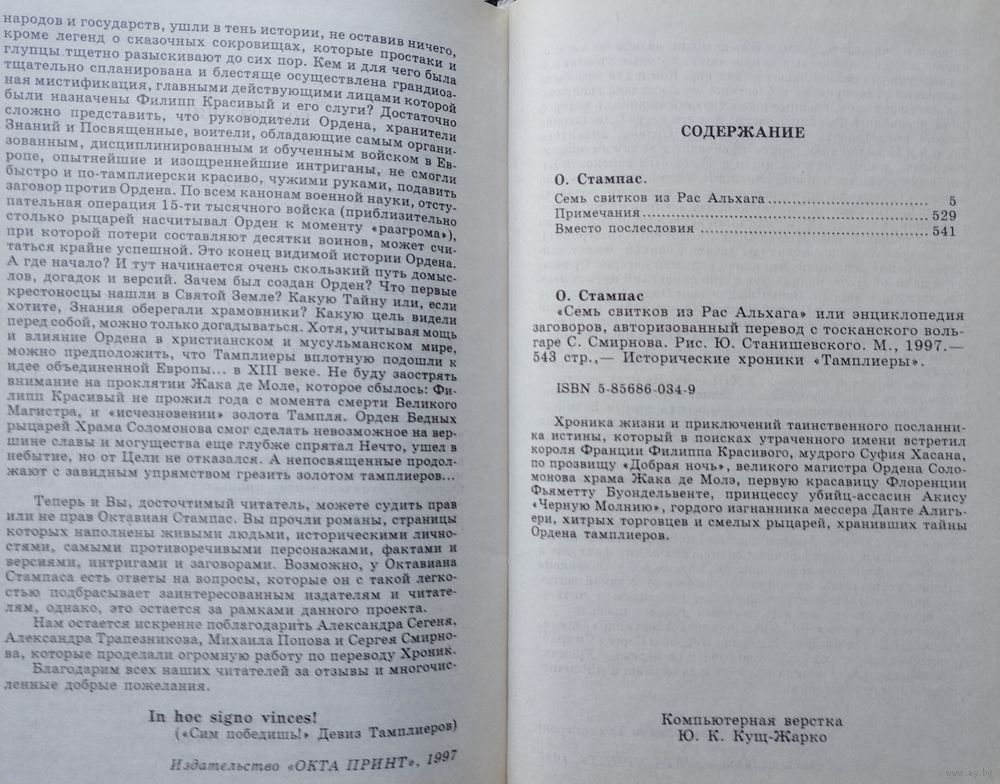 народов и государств, ушли в тень истории, не оставив ничего,
кроме легенд о сказочных сокровищах, которые простаки и
глупцы тщетно разыскивают до сих пор. Кем и для чего была
тщательно спланирована и блестяще осуществлена грандиоз-
ная мистификация, главными действующими лицами которой
были назначены Филипп Красивый и его слуги? Достаточно
сложно представить, что руководители Ордена, хранители
Знаний и Посвященные, воители, обладающие самым органи-
зованным, дисциплинированным и обученным войском в Ев-
ропе, опытнейшие и изощреннейшие интриганы, не смогли
быстро и по-тамплиерски красиво, чужими руками, подавить
заговор против Ордена. По всем канонам военной науки, отсту-
пательная операция 15-ти тысячного войска (приблизительно
столько рыцарей насчитывал Орден к моменту «разгрома»),
при которой потери составляют десятки воинов, может счи-
таться крайне успешной. Это конец видимой истории Ордена.
А где начало? И тут начинается очень скользкий путь домыс-
лов, догадок и версий. Зачем был создан Орден? Что первые
крестоносцы нашли в Святой Земле? Какую Тайну или, если
хотите, Знания оберегали храмовники? Какую цель видели
перед собой, можно только догадываться. Хотя, учитывая мощь
и влияние Ордена в христианском и мусульманском мире,
можно предположить, что Тамплиеры вплотную подошли к
идее объединенной Европы... в XIII веке. Не буду заострять
внимание на проклятии Жака де Моле, которое сбылось: Фи-
липп Красивый не прожил года с момента смерти Великого
Магистра, и «исчезновении» золота Тампля. Орден Бедных
рыцарей Храма Соломонова смог сделать невозможное на вер-
шине славы и могущества еще глубже спрятал Нечто, ушел в
небытие, но от Цели не отказался. А непосвященные продол-
жают с завидным упрямством грезить золотом тамплиеров...
Теперь и Вы, досточтимый читатель, можете судить прав
или не прав Октавиан Стампас. Вы прочли романы, страницы
которых наполнены живыми людьми, историческими лично-
стями, самыми противоречивыми персонажами, фактами и
версиями, интригами и заговорами. Возможно, у Октавиана
Стампаса есть ответы на вопросы, которые он с такой легко-
стью подбрасывает заинтересованным издателям и читате-
лям, однако, это остается за рамками данного проекта.
Нам остается искренне поблагодарить Александра Сегеня,
Александра Трапезникова, Михаила Попова и Сергея Смирно-
ва, которые проделали огромную работу по переводу Хроник.
Благодарим всех наших читателей за отзывы и многочис-
ленные добрые пожелания.
In hoc signo vinces!
(«Сим победишь!» Девиз Тамплиеров)
Издательство «ОКТА ПРИНТ», 1997
СОДЕРЖАНИЕ
О. Стампас.
Семь свитков из Рас Альхага .......................... 5
Примечания ............................................. 529
Вместо послесловия ................................... 541
О. Стампас
«Семь свитков из Рас Альхага» или энциклопедия
заговоров, авторизованный перевод с тосканского воль-
гаре С. Смирнова. Рис. Ю. Станишевского. М., 1997.—
543 стр.,— Исторические хроники «Тамплиеры».
ISBN 5-85686-034-9
Хроника жизни и приключений таинственного посланни-
ка истины, который в поисках утраченного имени встретил
короля Франции Филиппа Красивого, мудрого Суфия Хасана,
по прозвищу «Добрая ночь», великого магистра Ордена Соло-
монова храма Жака де Молэ, первую красавицу Флоренции
Фьяметту Буондельвенте, принцессу убийц-ассасин Акису
«Черную Молнию», гордого изгнанника мессера Данте Алигь-
ери, хитрых торговцев и смелых рыцарей, хранивших тайны
Ордена тамплиеров.
Компьютерная верстка
Ю. К. Кущ-Жарко
www.ay.by